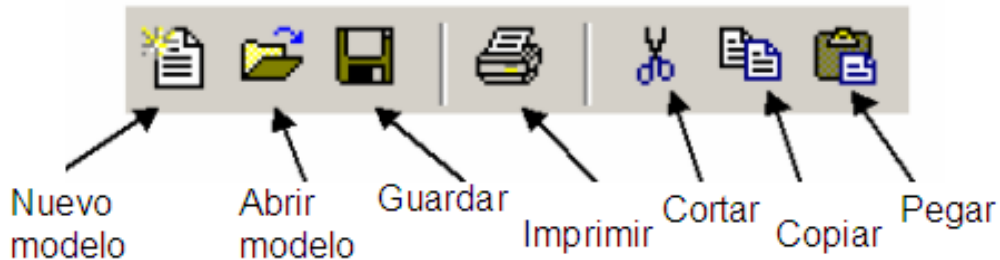 Nuevo
modelo
Abrir
modelo
Guardar
Imprimir
Cortar
Copiar
Pegar